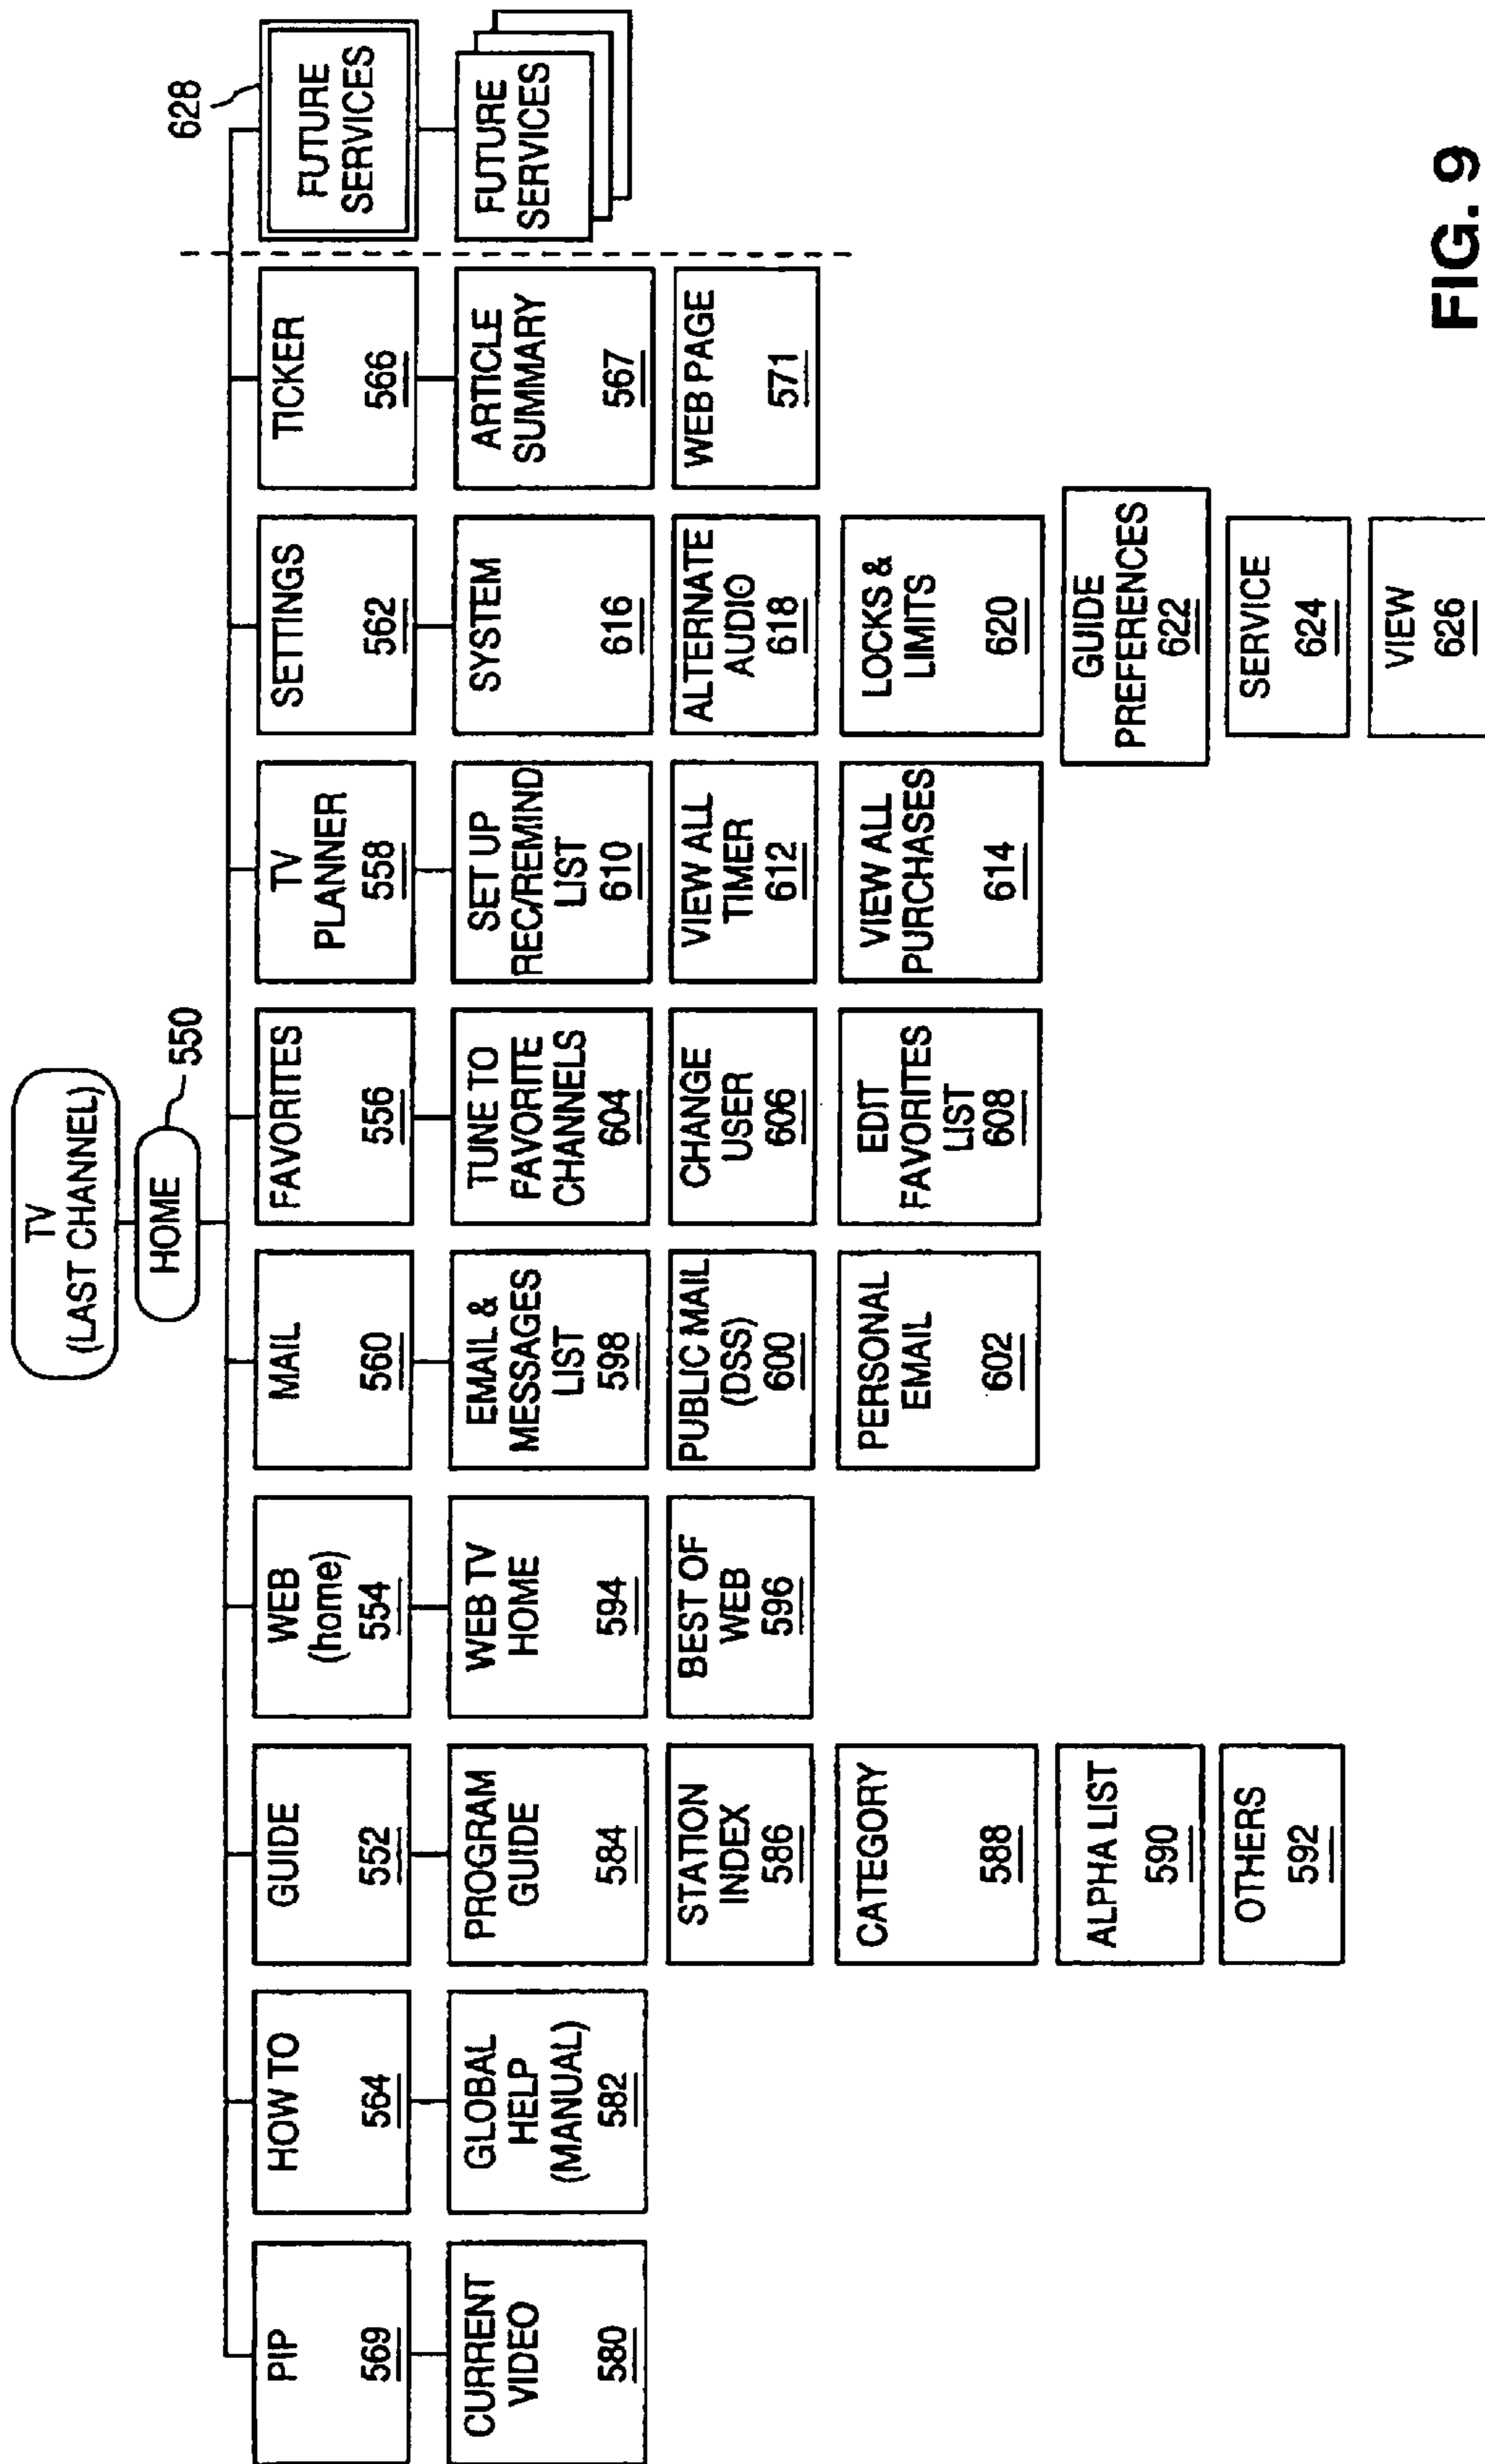 TV
(LAST CHANNEL)
HOME
550
PIP
569
CURRENT
VIDEO
580
HOW TO
564
GLOBAL
HELP
(MANUAL)
582
GUIDE
552
PROGRAM
GUIDE
584
STATION
INDEX
586
CATEGORY
588
ALPHA LIST
590
OTHERS
592
WEB
(home)
554
WEB TV
HOME
594
BEST OF
WEB
596
MAIL
560
EMAIL &
MESSAGES
LIST
598
PUBLIC MAIL
(DSS)
600
PERSONAL
EMAIL
602
FAVORITES
556
TUNE TO
FAVORITE
CHANNELS
604
CHANGE
USER
606
EDIT
FAVORITES
LIST
608
TV
PLANNER
558
SET UP
REC/REMIND
LIST
610
VIEW ALL
TIMER
612
VIEW ALL
PURCHASES
614
SETTINGS
562
SYSTEM
616
ALTERNATE
AUDIO
618
LOCKS &
LIMITS
620
GUIDE
PREFERENCES
622
SERVICE
624
VIEW
626
TICKER
566
ARTICLE
SUMMARY
567
WEB PAGE
571
628
FUTURE
SERVICES
FUTURE
SERVICES
FIG. 9